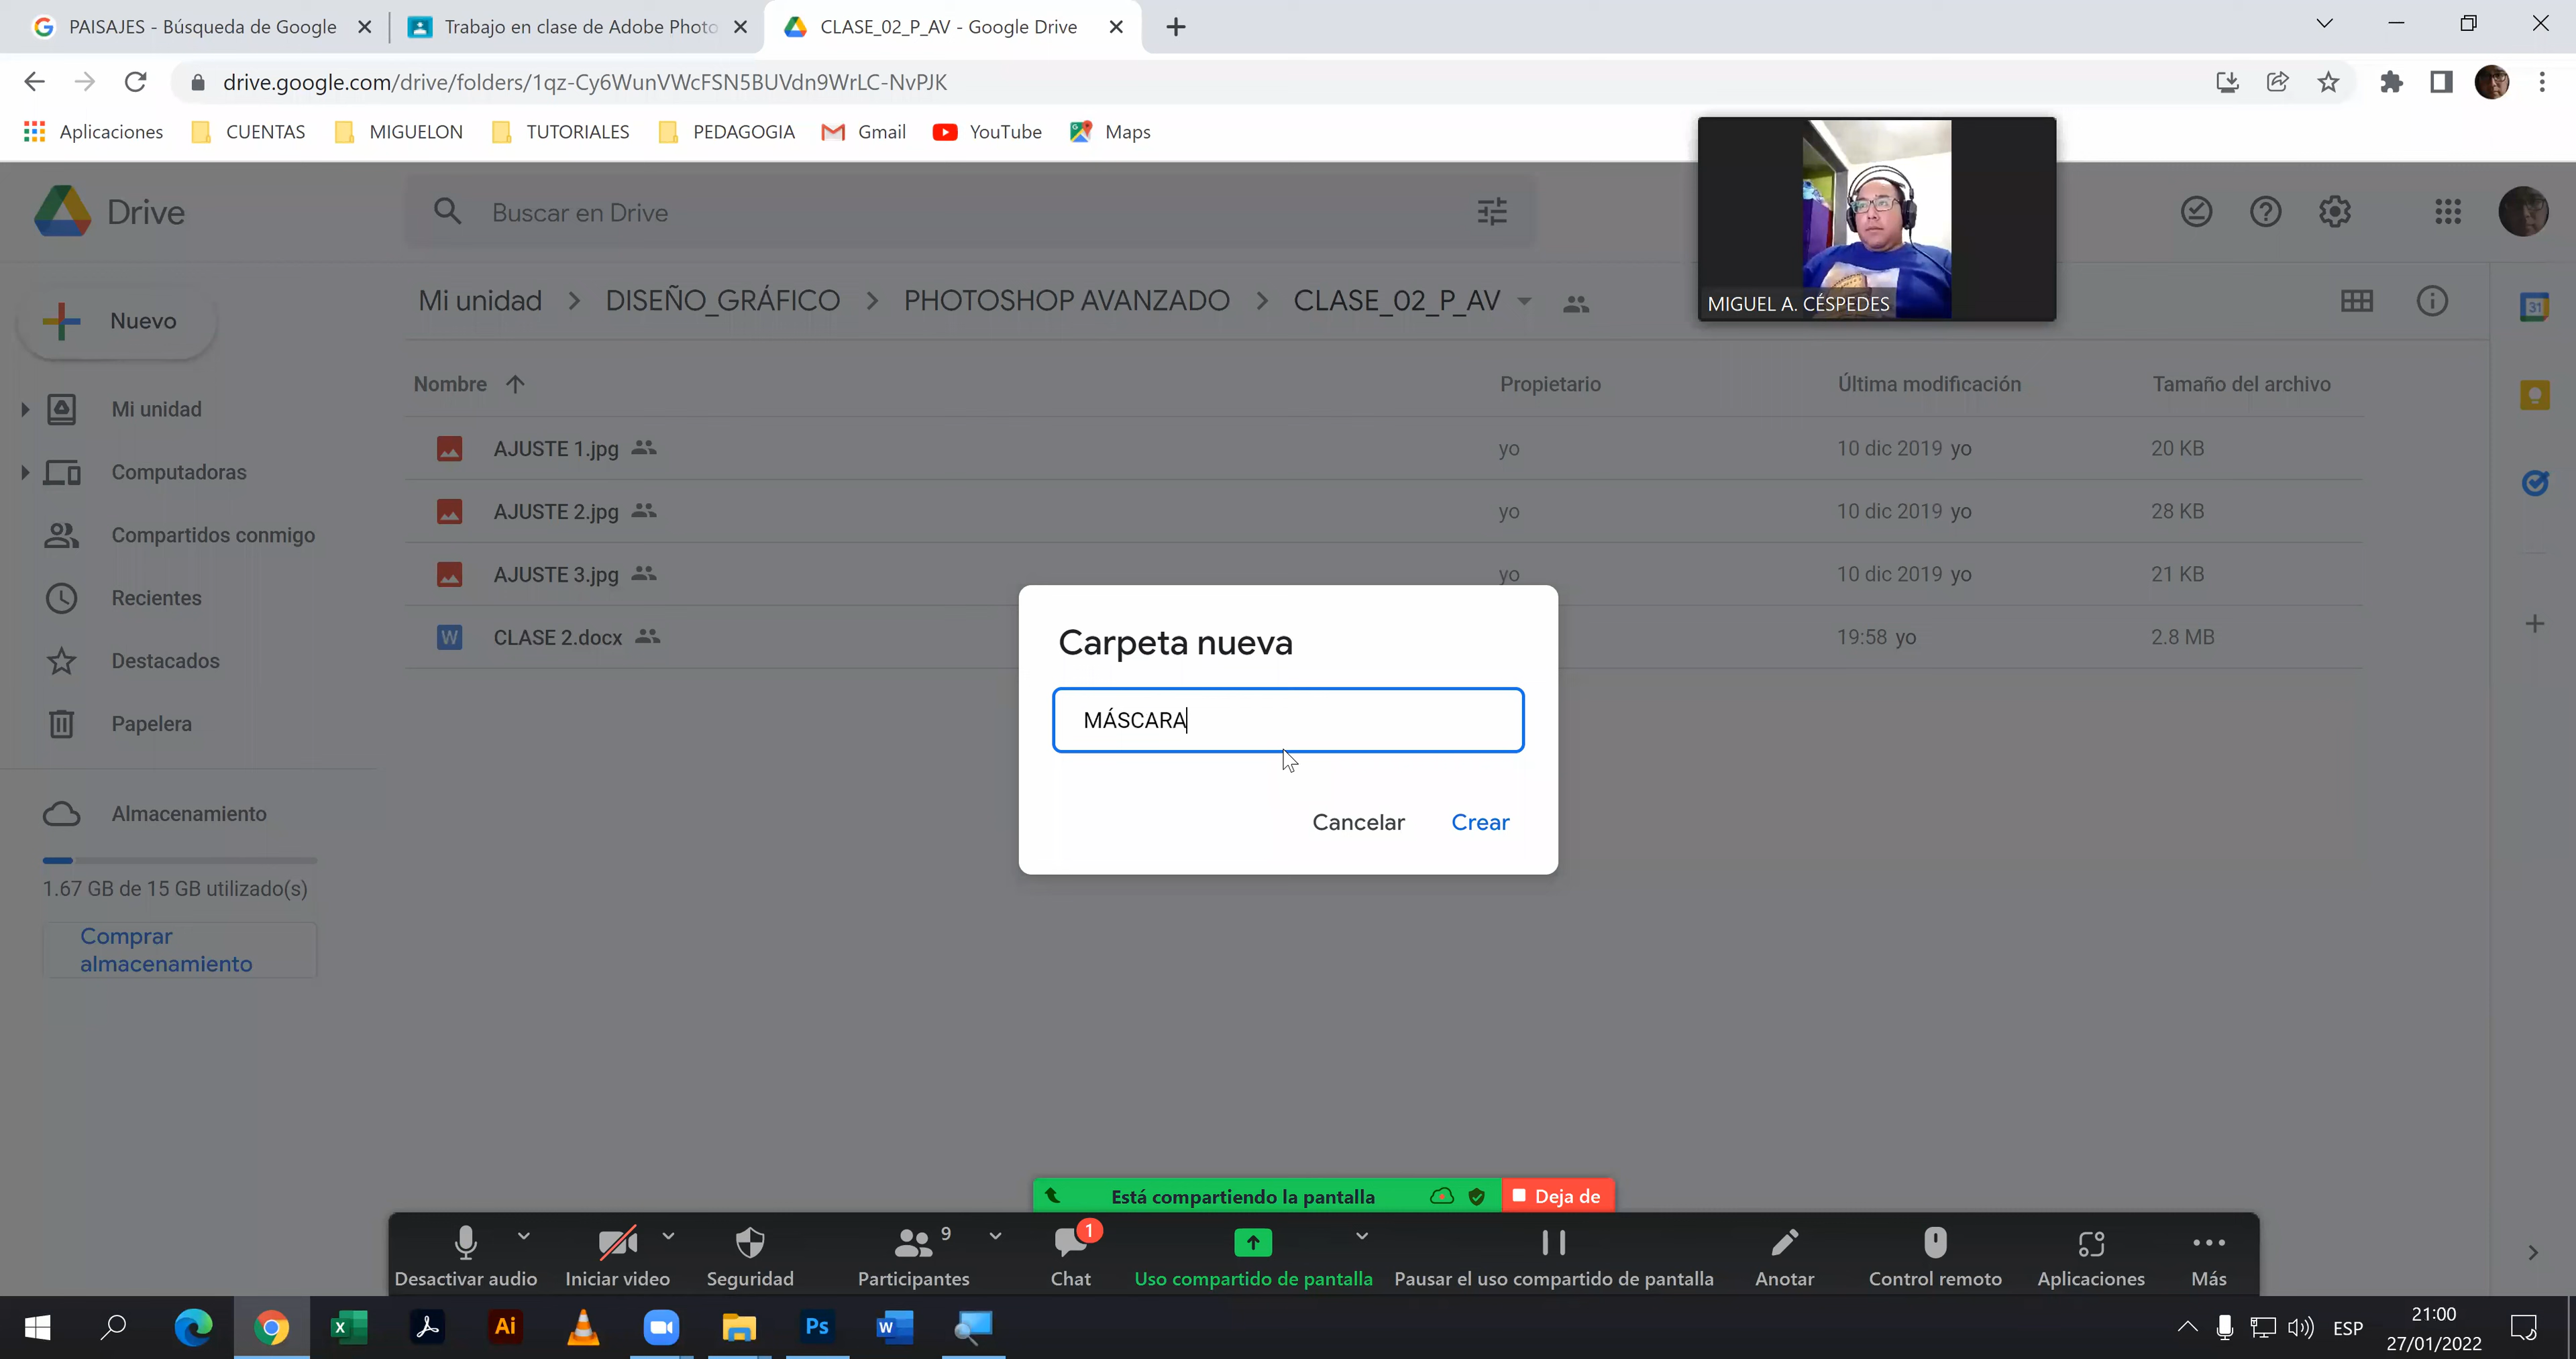 PAISAJES - Búsqueda de Google
Trabajo en clase de Adobe Photo
CLASE_02_P_AV - Google Drive
drive.google.com/drive/folders/1qz-Cy6WunVWcFSN5BUVdn9WrLC-NvPJK
Aplicaciones
CUENTAS
MIGUELON
TUTORIALES
PEDAGOGIA
Gmail
YouTube
Maps
Drive
Buscar en Drive
MIGUEL A. CÉSPEDES
Nuevo
Mi unidad
DISEÑO_GRÁFICO
PHOTOSHOP AVANZADO
CLASE_02_P_AV
31
Nombre
Propietario
Última modificación
Tamaño del archivo
Mi unidad
Computadoras
Compartidos conmigo
Recientes
Destacados
Papelera
Almacenamiento
1.67 GB de 15 GB utilizado(s)
Comprar
almacenamiento
AJUSTE 1.jpg yo 10 dic 2019 yo 20 KB
AJUSTE 2.jpg yo 10 dic 2019 yo 28 KB
AJUSTE 3.jpg yo 10 dic 2019 yo 21 KB
W CLASE 2.docx 19:58 yo 2.8 MB
Carpeta nueva
MÁSCARA
Cancelar
Crear
Está compartiendo la pantalla
Deja de
Desactivar audio
Iniciar video
Seguridad
9
Participantes
1
Chat
Uso compartido de pantalla
Pausar el uso compartido de pantalla
Anotar
Control remoto
Aplicaciones
Más
Ai
Ps
W
ESP
21:00
27/01/2022